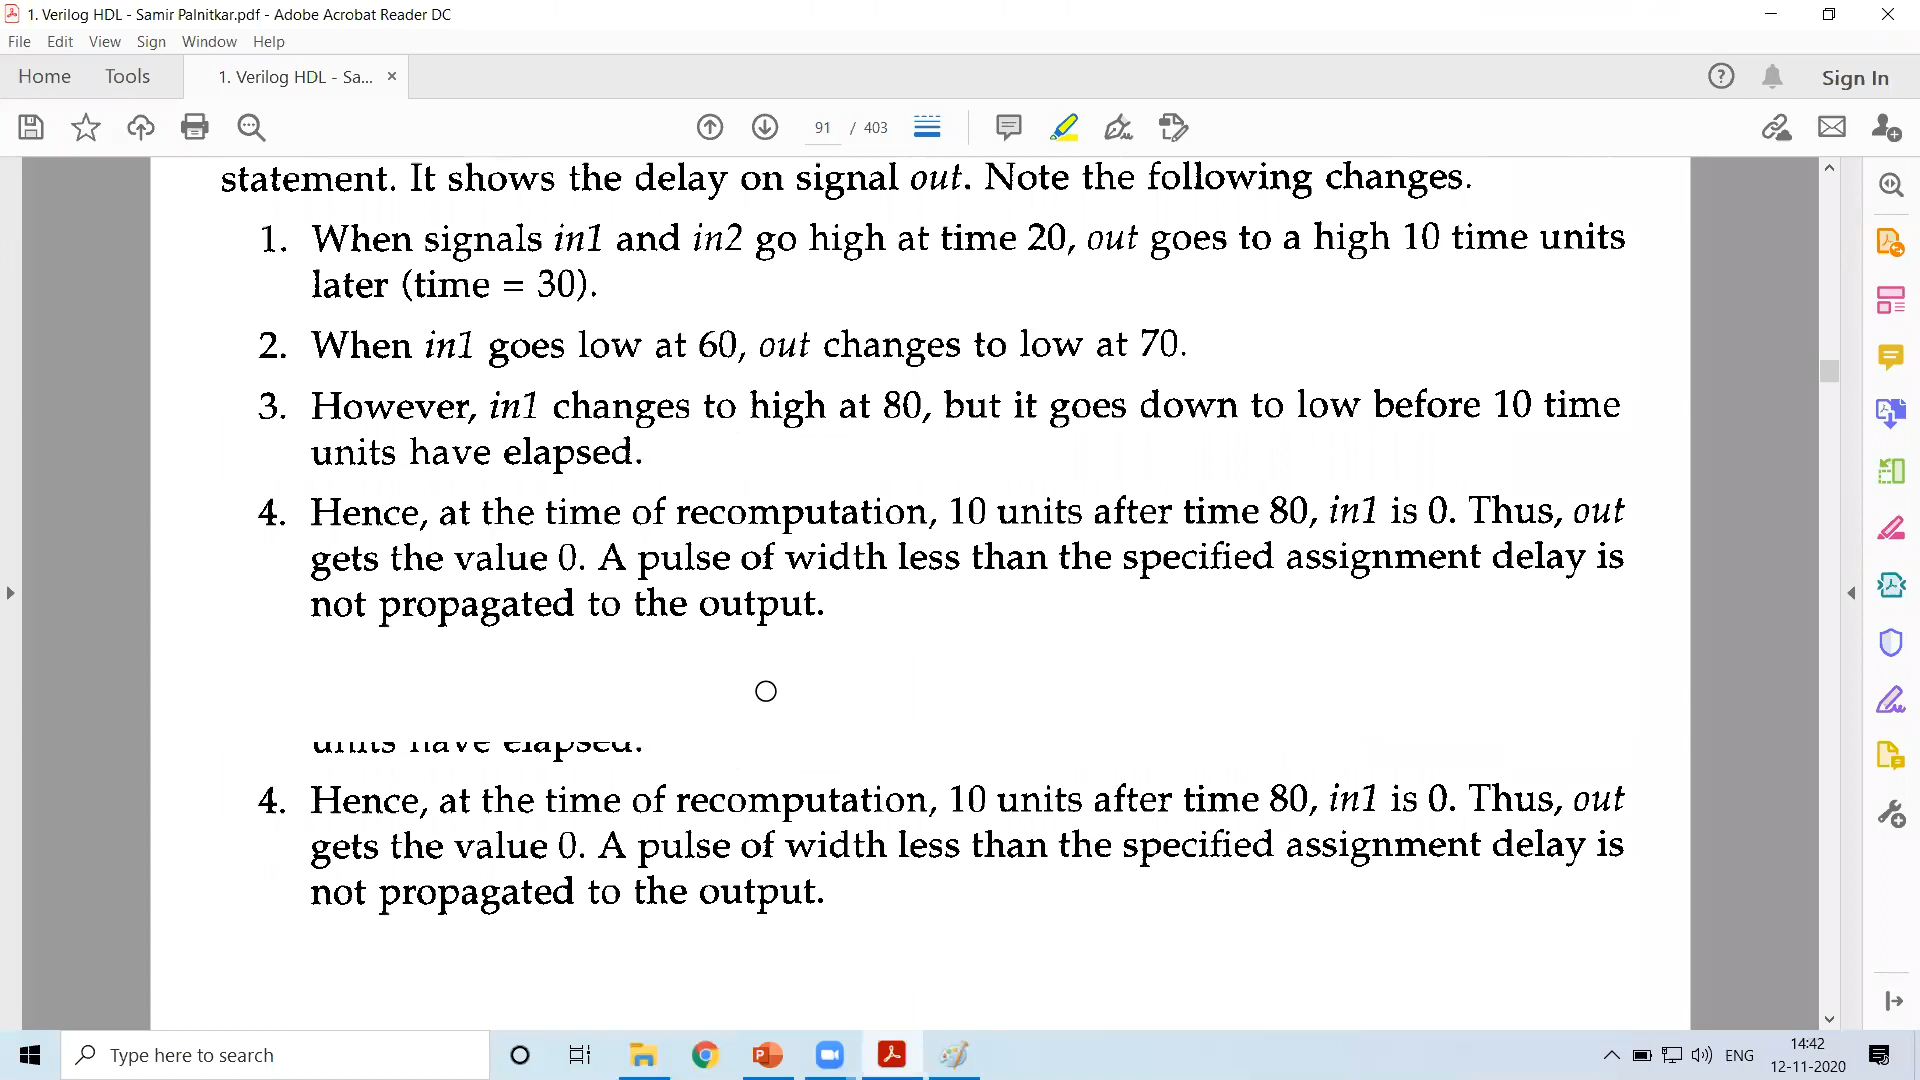 1. Verilog HDL - Samir Palnitkar.pdf - Adobe Acrobat Reader DC
File Edit View Sign Window Help
Home Tools 1. Verilog HDL - Sa... × Sign In
91 / 403
statement. It shows the delay on signal out. Note the following changes.
1. When signals in1 and in2 go high at time 20, out goes to a high 10 time units
later (time = 30).
2. When in1 goes low at 60, out changes to low at 70.
3. However, in1 changes to high at 80, but it goes down to low before 10 time
units have elapsed.
4. Hence, at the time of recomputation, 10 units after time 80, in1 is 0. Thus, out
gets the value 0. A pulse of width less than the specified assignment delay is
not propagated to the output.
units have elapsed.
4. Hence, at the time of recomputation, 10 units after time 80, in1 is 0. Thus, out
gets the value 0. A pulse of width less than the specified assignment delay is
not propagated to the output.
Type here to search
ENG
14:42
12-11-2020